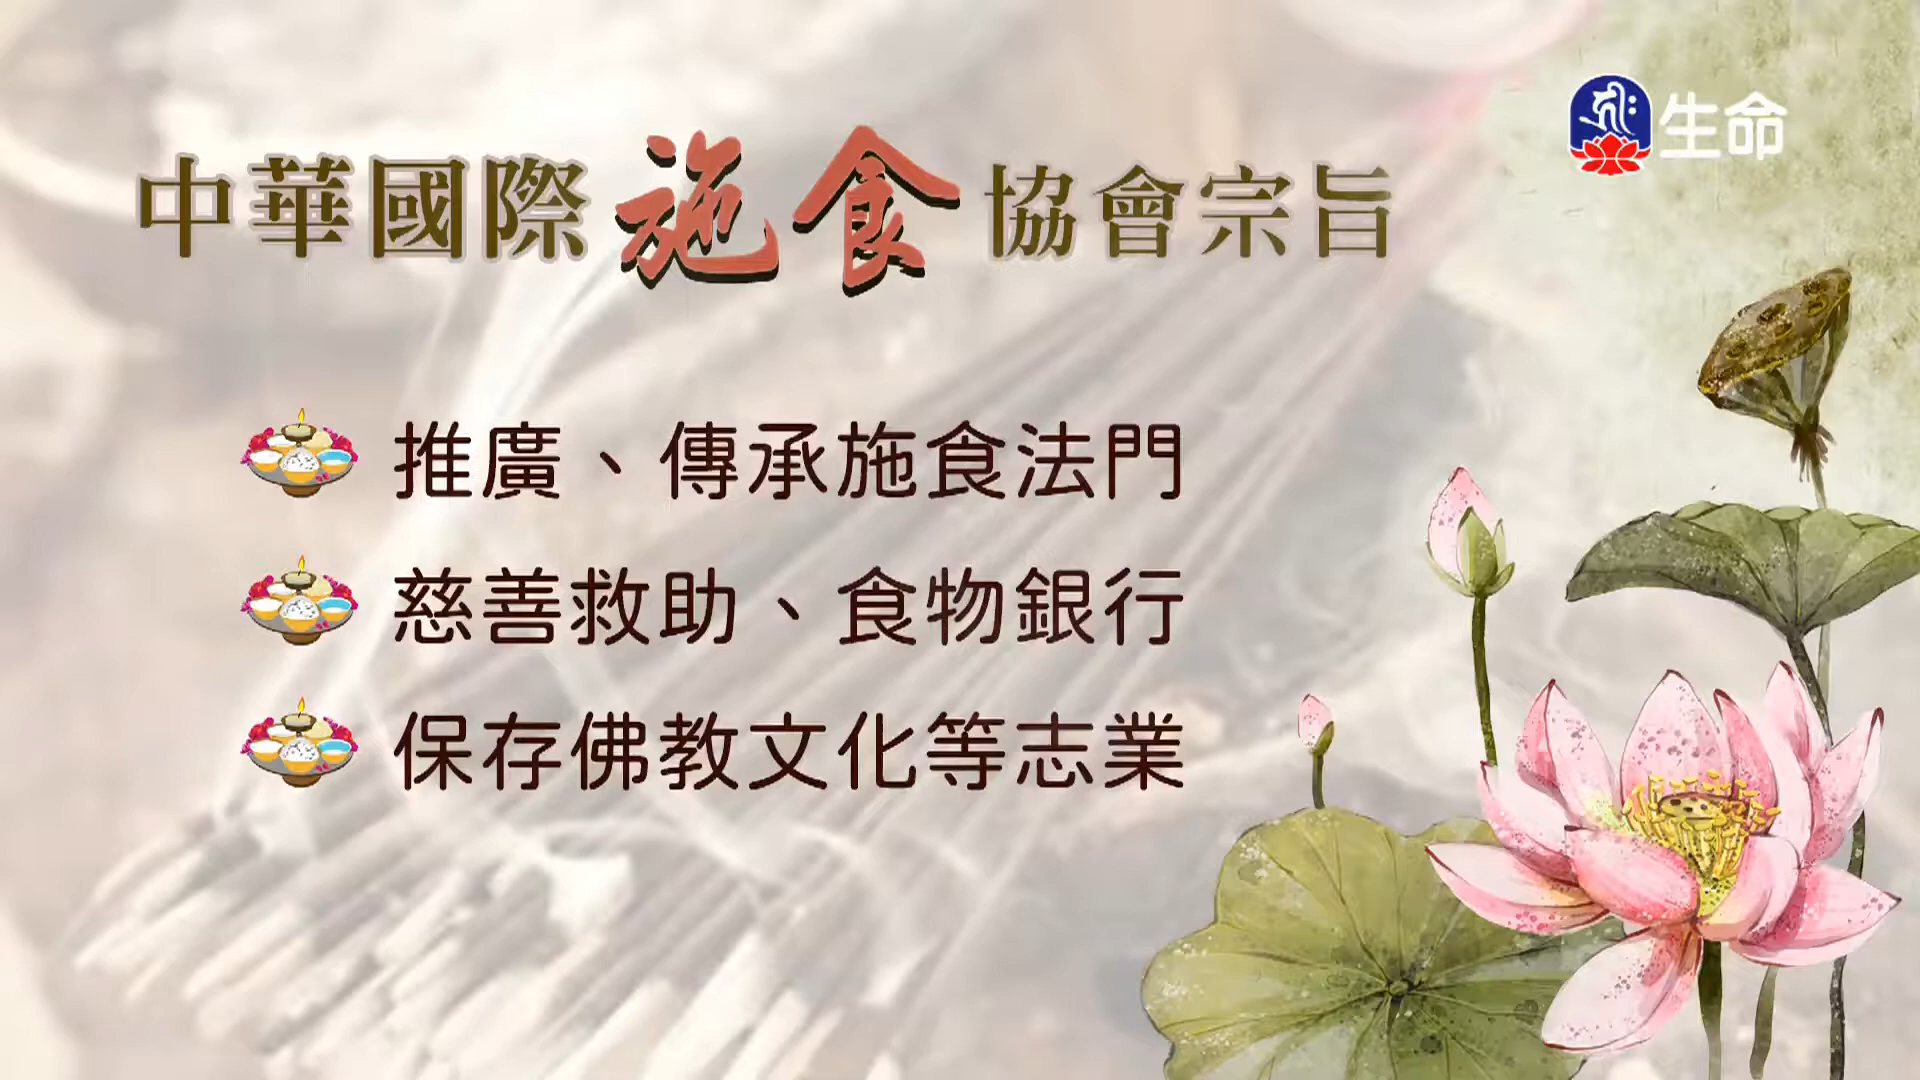 生命
中華國際施食協會宗旨
推廣、傳承施食法門
慈善救助、食物銀行
保存佛教文化等志業